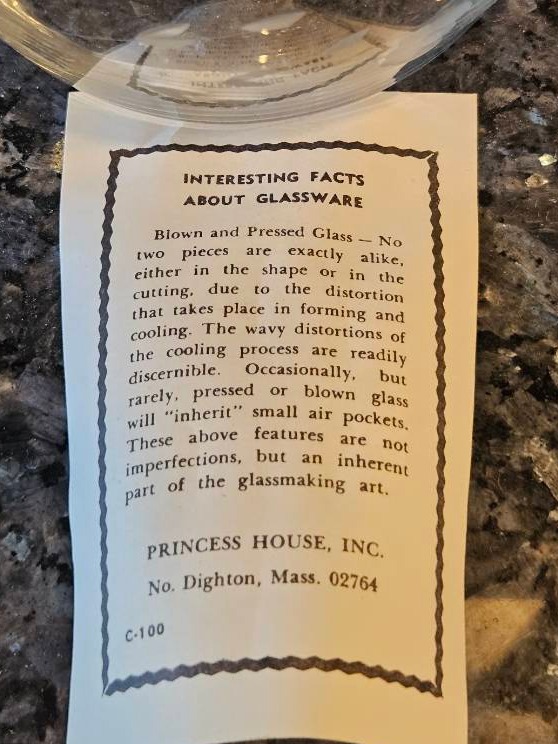 INTERESTING FACTS
ABOUT GLASSWARE
Blown and Pressed Glass — No
two pieces are exactly alike,
either in the shape or in the
cutting, due to the distortion
that takes place in forming and
cooling. The wavy distortions of
the cooling process are readily
discernible. Occasionally, but
rarely, pressed or blown glass
will "inherit" small air pockets.
These above features are not
imperfections, but an inherent
part of the glassmaking art.
PRINCESS HOUSE, INC.
No. Dighton, Mass. 02764
C-100